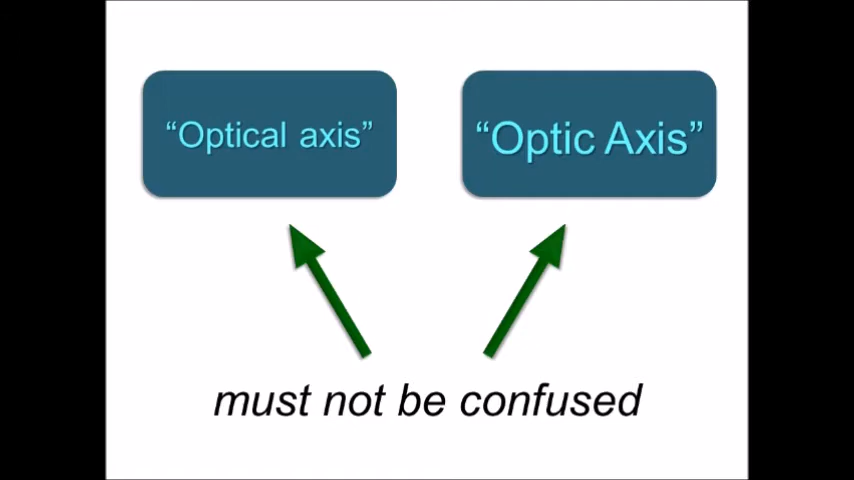 “Optical axis”
“Optic Axis”
must not be confused